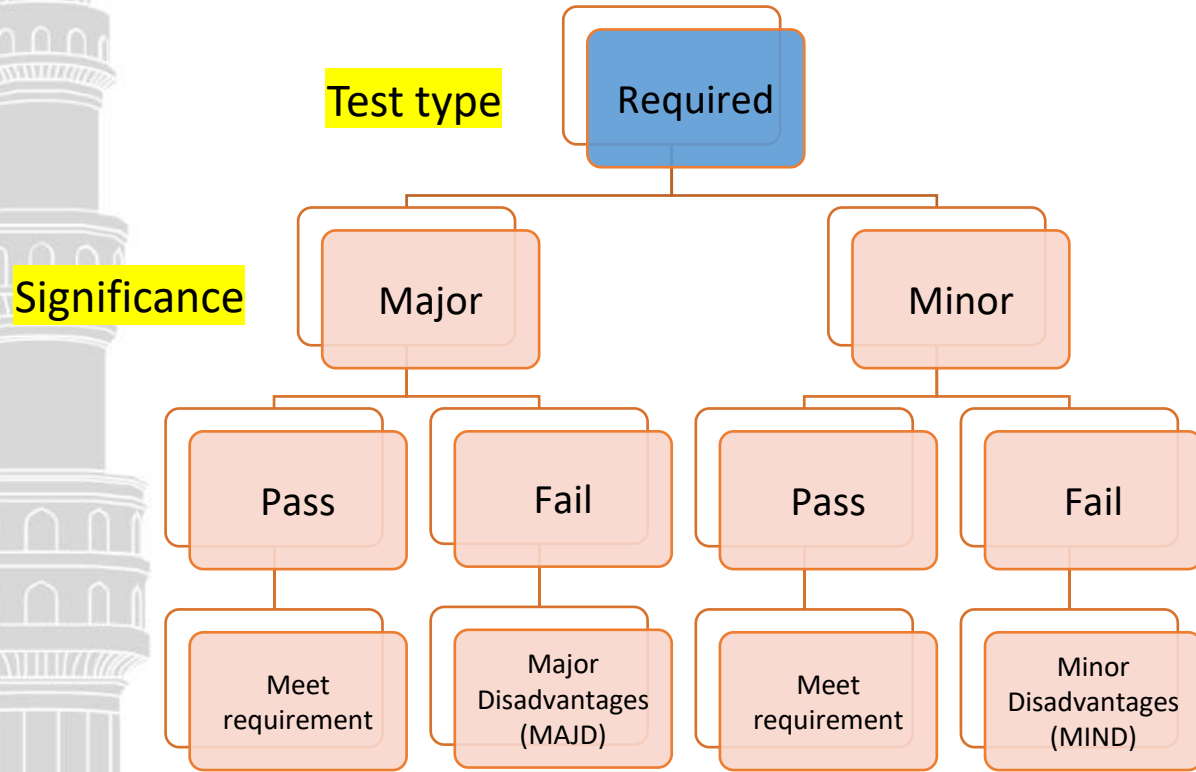 Test type
Required
Significance
Major
Minor
Pass
Fail
Pass
Fail
Meet
requirement
Major
Disadvantages
(MAJD)
Meet
requirement
Minor
Disadvantages
(MIND)